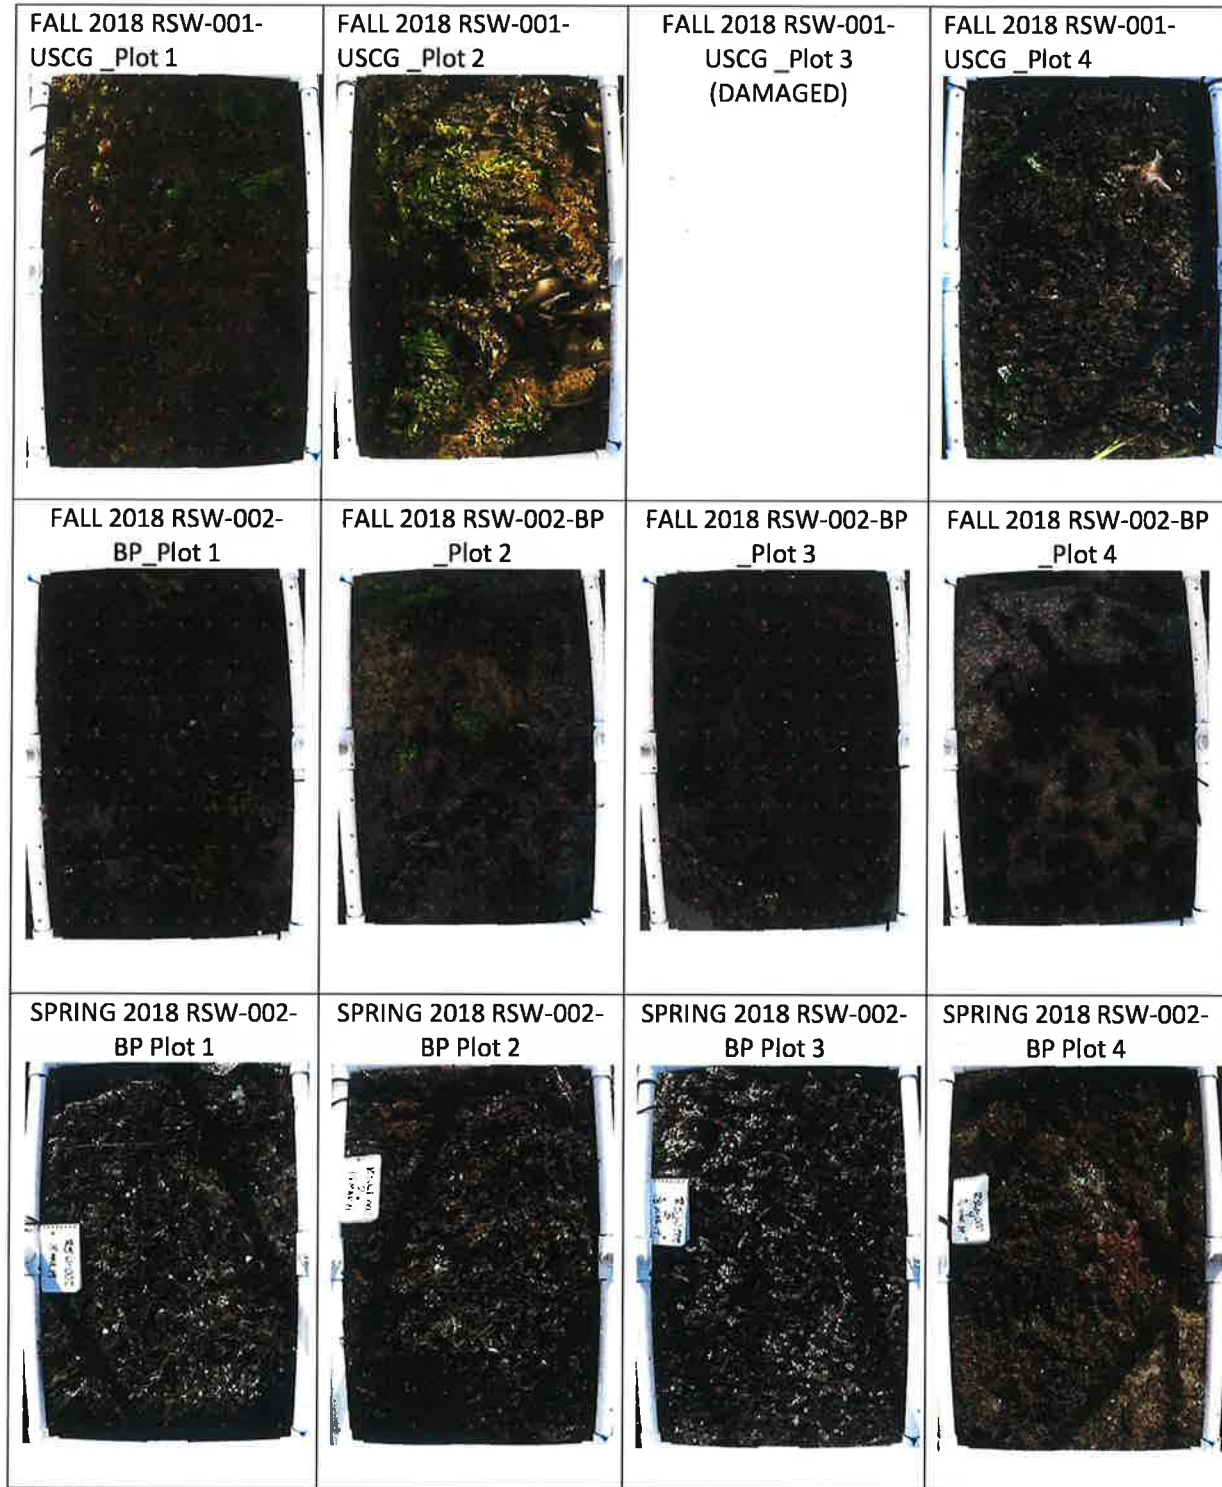 FALL 2018 RSW-001-
USCG _Plot 1
FALL 2018 RSW-001-
USCG _Plot 2
FALL 2018 RSW-001-
USCG _Plot 3
(DAMAGED)
FALL 2018 RSW-001-
USCG _Plot 4
FALL 2018 RSW-002-
BP_Plot 1
FALL 2018 RSW-002-BP
_Plot 2
FALL 2018 RSW-002-BP
_Plot 3
FALL 2018 RSW-002-BP
_Plot 4
SPRING 2018 RSW-002-
BP Plot 1
SPRING 2018 RSW-002-
BP Plot 2
SPRING 2018 RSW-002-
BP Plot 3
SPRING 2018 RSW-002-
BP Plot 4
RSW-002